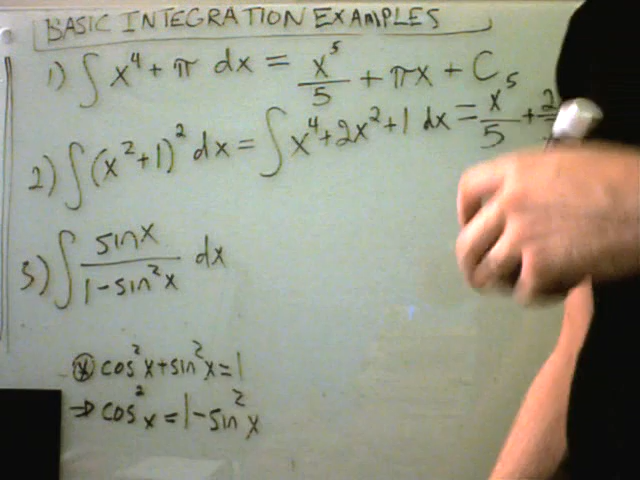 BASIC INTEGRATION EXAMPLES
1) ∫ x⁴ + π dx = x⁵/5 + πx + C
2) ∫ (x² + 1)² dx = ∫ x⁴ + 2x² + 1 dx = x⁵/5 + 2
3) ∫ sinx/(1 - sin²x) dx
ⓧ cos²x + sin²x = 1
⇒ cos²x = 1 - sin²x